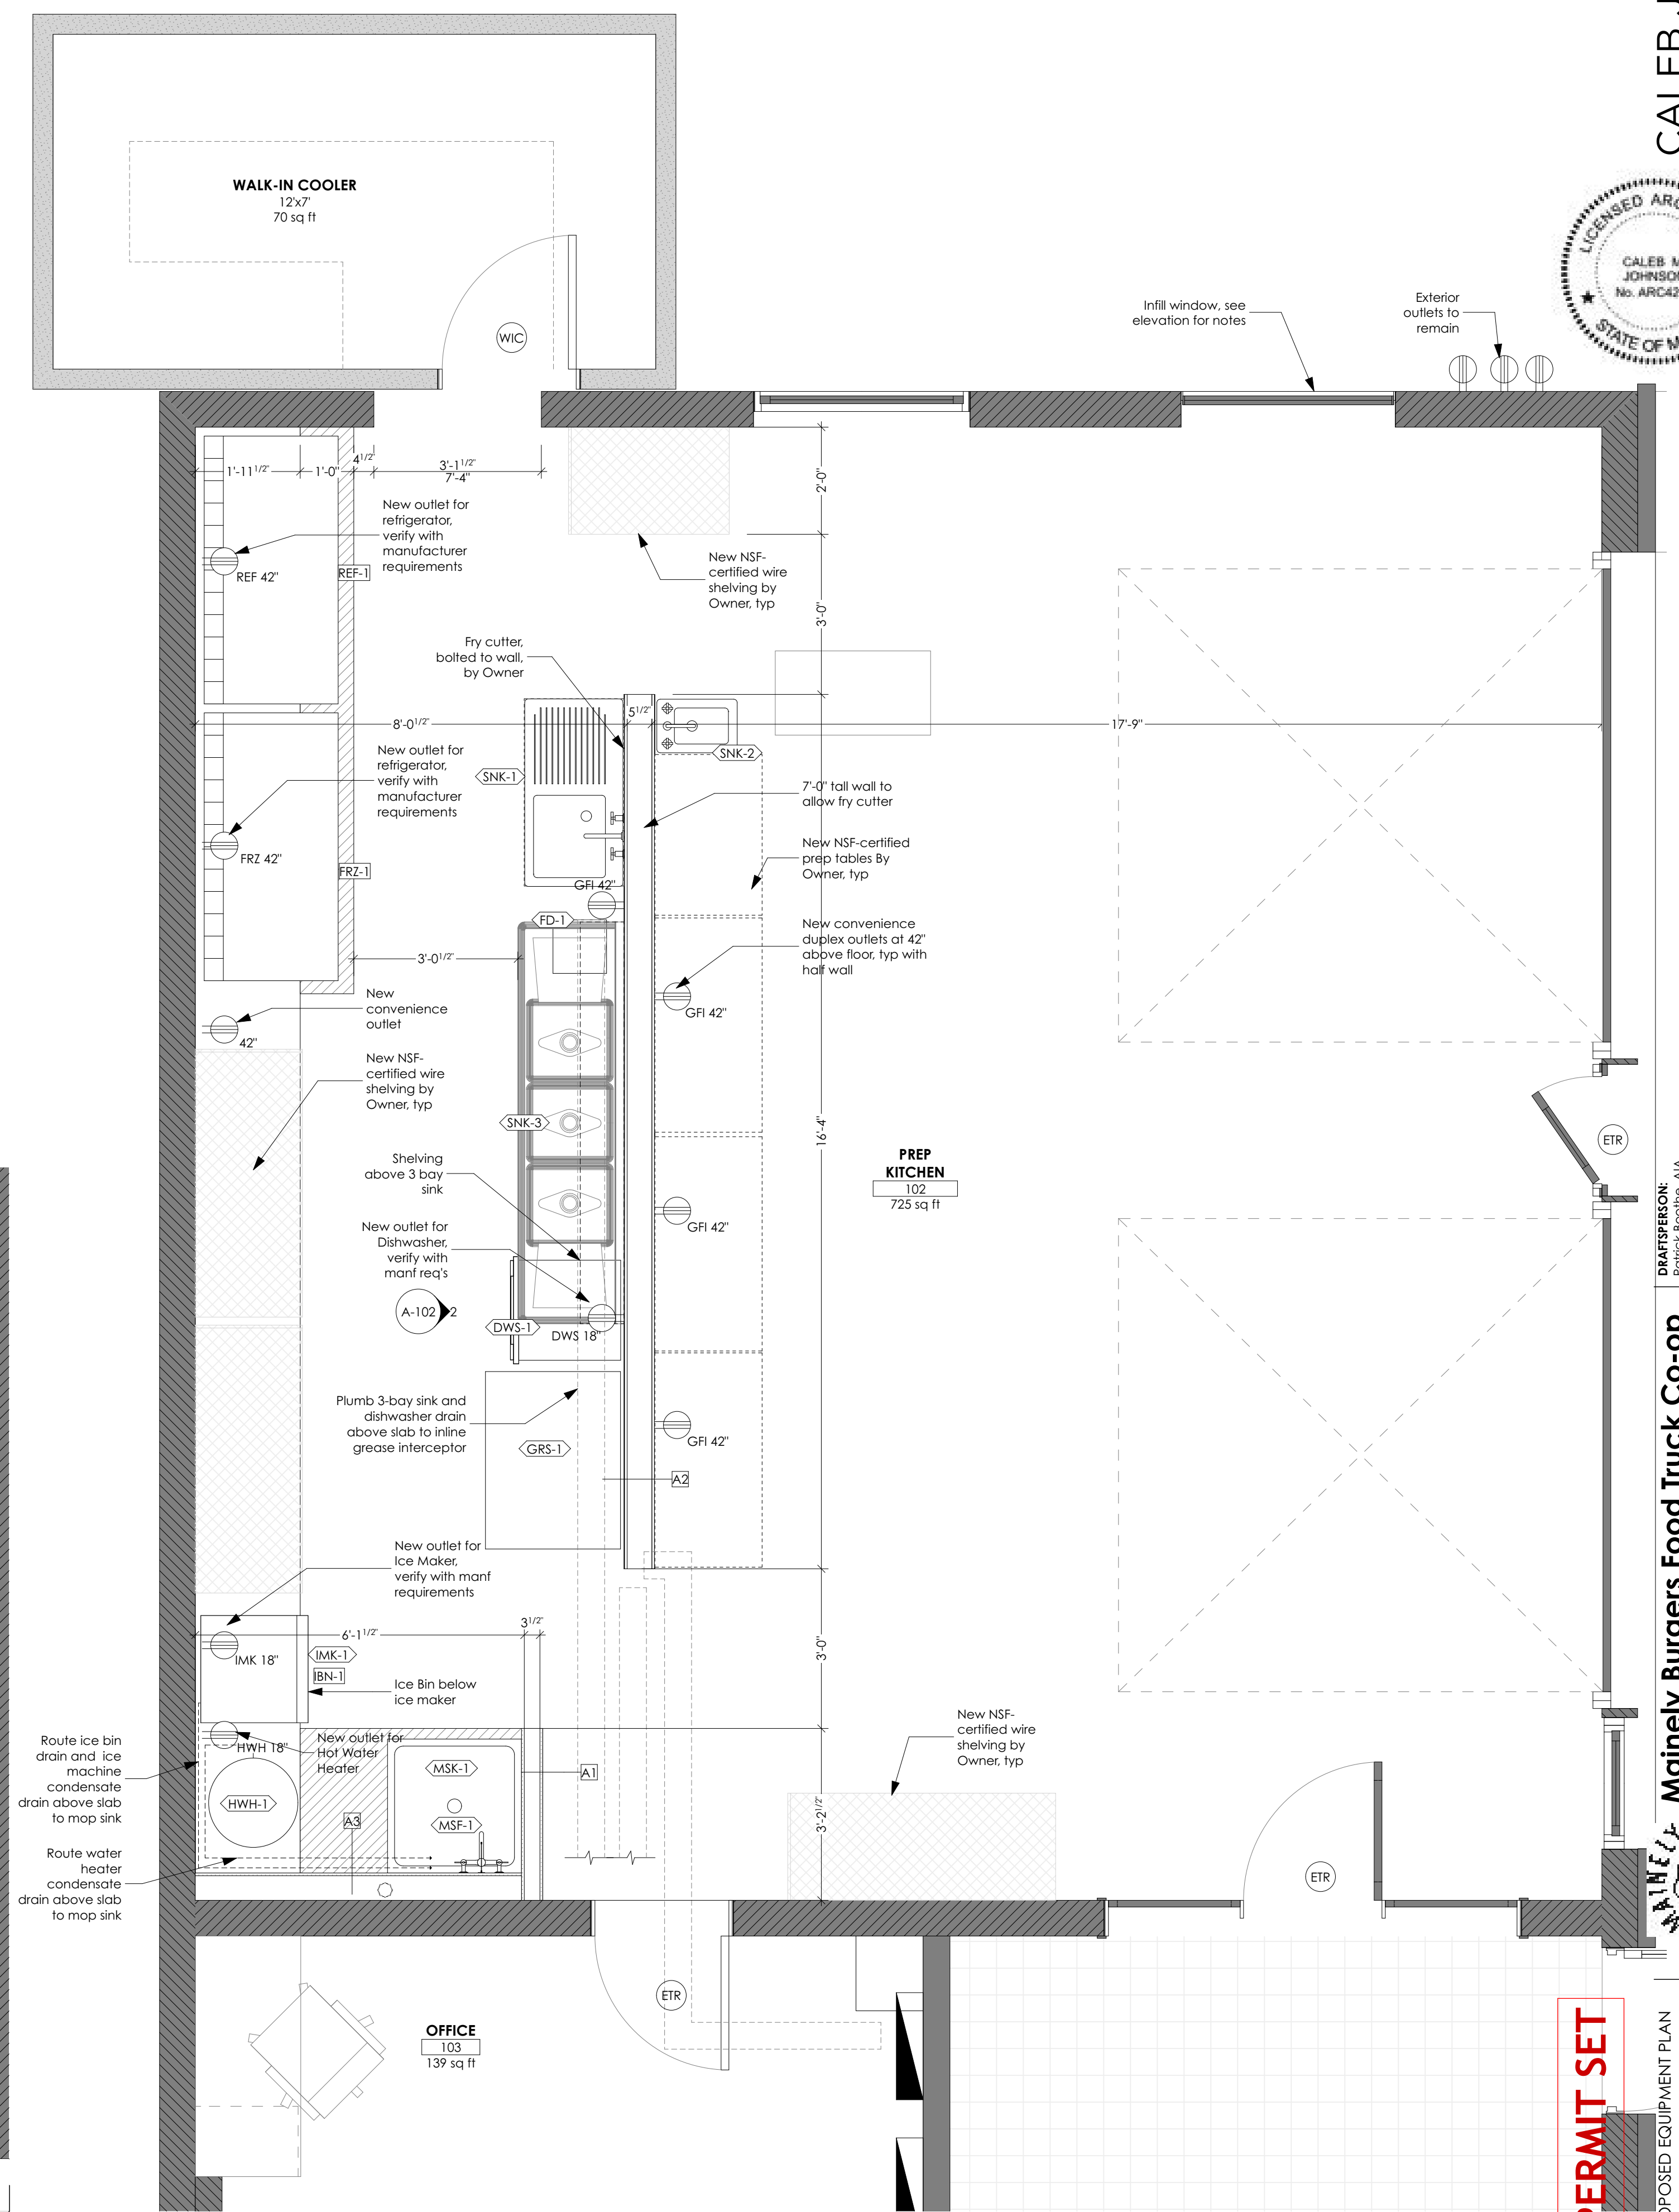 WALK-IN COOLER
12'x7'
70 sq ft
WIC
Infill window, see
elevation for notes
Exterior
outlets to
remain
CALEB
LICENSED
CALEB M
JOHNSON
No. ARC42
STATE OF M
1'-11 1/2"
1'-0"
4 1/2"
3'-1 1/2"
7'-4"
2'-0"
New outlet for
refrigerator,
verify with
manufacturer
requirements
REF 42"
REF-1
New NSF-
certified wire
shelving by
Owner, typ
3'-0"
Fry cutter,
bolted to wall,
by Owner
8'-0 1/2"
5 1/2"
17'-9"
SNK-2
New outlet for
refrigerator,
verify with
manufacturer
requirements
SNK-1
7'-0" tall wall to
allow fry cutter
FRZ 42"
FRZ-1
New NSF-certified
prep tables By
Owner, typ
GFI 42"
FD-1
New convenience
duplex outlets at 42"
above floor, typ with
half wall
3'-0 1/2"
New
convenience
outlet
GFI 42"
42"
New NSF-
certified wire
shelving by
Owner, typ
SNK-3
16'-4"
ETR
Shelving
above 3 bay
sink
PREP
KITCHEN
102
725 sq ft
GFI 42"
New outlet for
Dishwasher,
verify with
manf req's
A-102
2
DWS-1
DWS 18"
DRAFTSPERSON:
Patrick Boothe, AIA
Plumb 3-bay sink and
dishwasher drain
above slab to inline
grease interceptor
GRS-1
GFI 42"
A2
Mainely Burgers Food Truck Co-op
New outlet for
Ice Maker,
verify with manf
requirements
6'-1 1/2"
3 1/2"
3'-0"
IMK 18"
IMK-1
IBN-1
Ice Bin below
ice maker
New NSF-
certified wire
shelving by
Owner, typ
Route ice bin
drain and ice
machine
condensate
drain above slab
to mop sink
HWH 18"
New outlet for
Hot Water
Heater
MSK-1
A1
HWH-1
A3
MSF-1
3'-2 1/2"
Route water
heater
condensate
drain above slab
to mop sink
ETR
ETR
OFFICE
103
139 sq ft
PERMIT SET
OPOSED EQUIPMENT PLAN